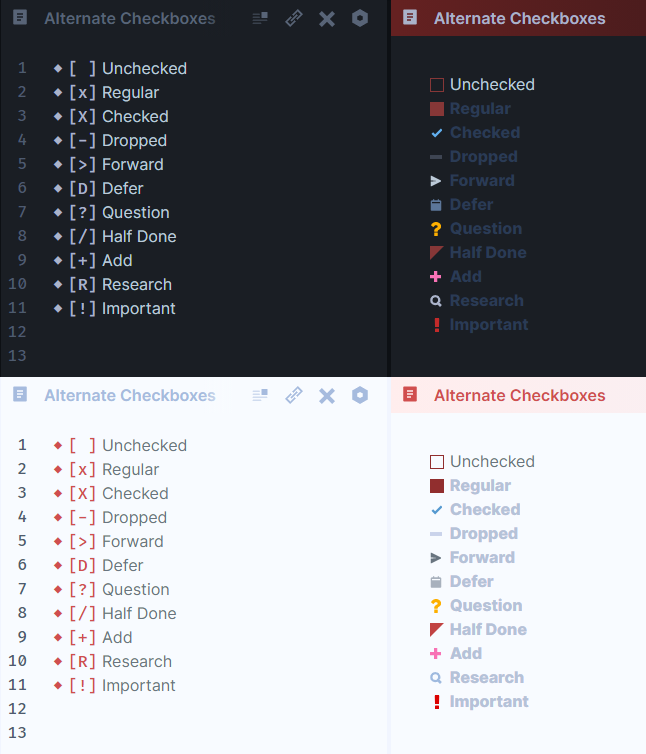 Alternate Checkboxes
1 ◆ [ ] Unchecked
2 ◆ [x] Regular
3 ◆ [X] Checked
4 ◆ [-] Dropped
5 ◆ [>] Forward
6 ◆ [D] Defer
7 ◆ [?] Question
8 ◆ [/] Half Done
9 ◆ [+] Add
10 ◆ [R] Research
11 ◆ [!] Important
12
13
Alternate Checkboxes
Unchecked
Regular
Checked
Dropped
Forward
Defer
Question
Half Done
Add
Research
Important
Alternate Checkboxes
1 ◆ [ ] Unchecked
2 ◆ [x] Regular
3 ◆ [X] Checked
4 ◆ [-] Dropped
5 ◆ [>] Forward
6 ◆ [D] Defer
7 ◆ [?] Question
8 ◆ [/] Half Done
9 ◆ [+] Add
10 ◆ [R] Research
11 ◆ [!] Important
12
13
Alternate Checkboxes
Unchecked
Regular
Checked
Dropped
Forward
Defer
Question
Half Done
Add
Research
Important